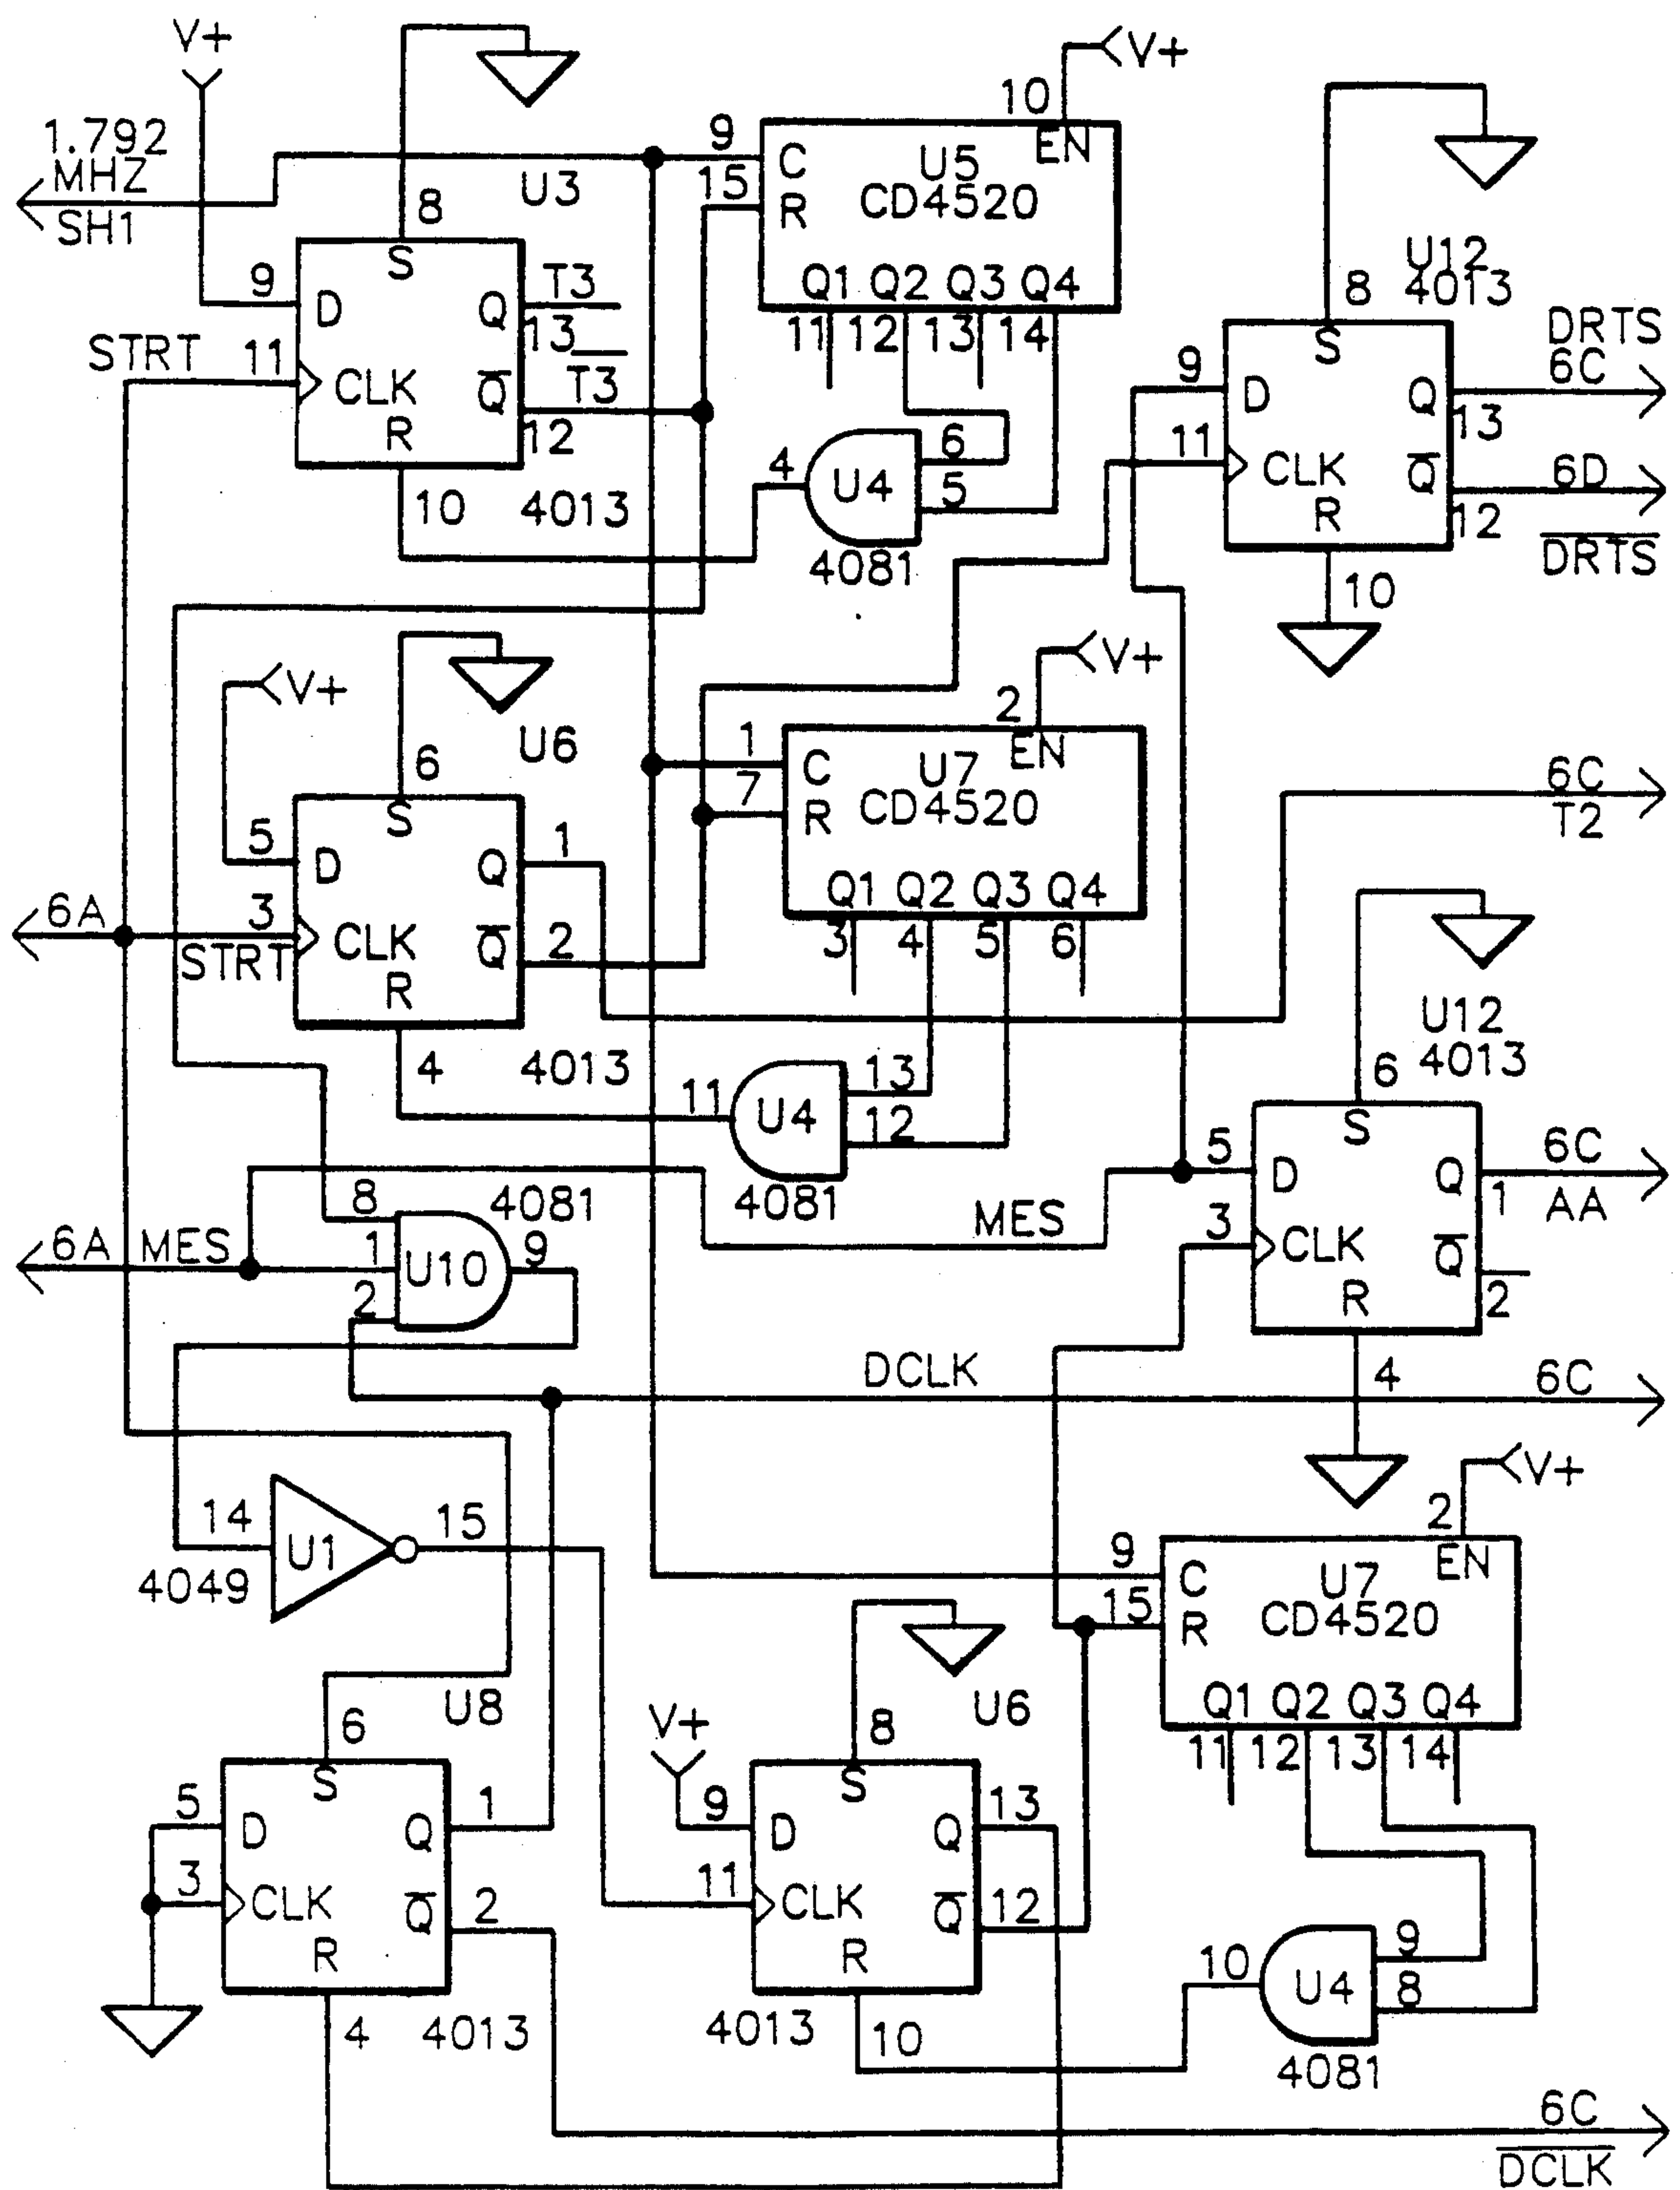 V+
1.792
MHZ
SH1
U3
8
S
9
D
Q
T3
13
STRT
11
CLK
Q̅
T̅3̅
12
R
10
4013
V+
10
EN
9
C
U5
15
R
CD4520
Q1 Q2 Q3 Q4
11 12 13 14
4
U4
6
5
4081
U12
4013
8
S
9
D
11
CLK
R
10
Q
13
Q̅
12
DRTS
6C
6D
D̅R̅T̅S̅
V+
U6
6
S
5
D
Q
1
6A
3
STRT
CLK
Q̅
2
R
4
4013
V+
2
EN
1
C
U7
7
R
CD4520
Q1 Q2 Q3 Q4
3 4 5 6
6C
T2
11
U4
13
12
4081
U12
4013
6
S
5
D
Q
1
6C
AA
3
CLK
Q̅
2
R
4
MES
6A MES
8
1
2
U10
4081
9
DCLK
6C
14
U1
15
4049
V+
2
EN
9
C
U7
15
R
CD4520
Q1 Q2 Q3 Q4
11 12 13 14
U8
6
S
5
D
Q
1
3
CLK
Q̅
2
R
4
4013
V+
U6
8
S
9
D
Q
13
11
CLK
Q̅
12
R
4013
10
10
U4
9
8
4081
6C
D̅C̅L̅K̅